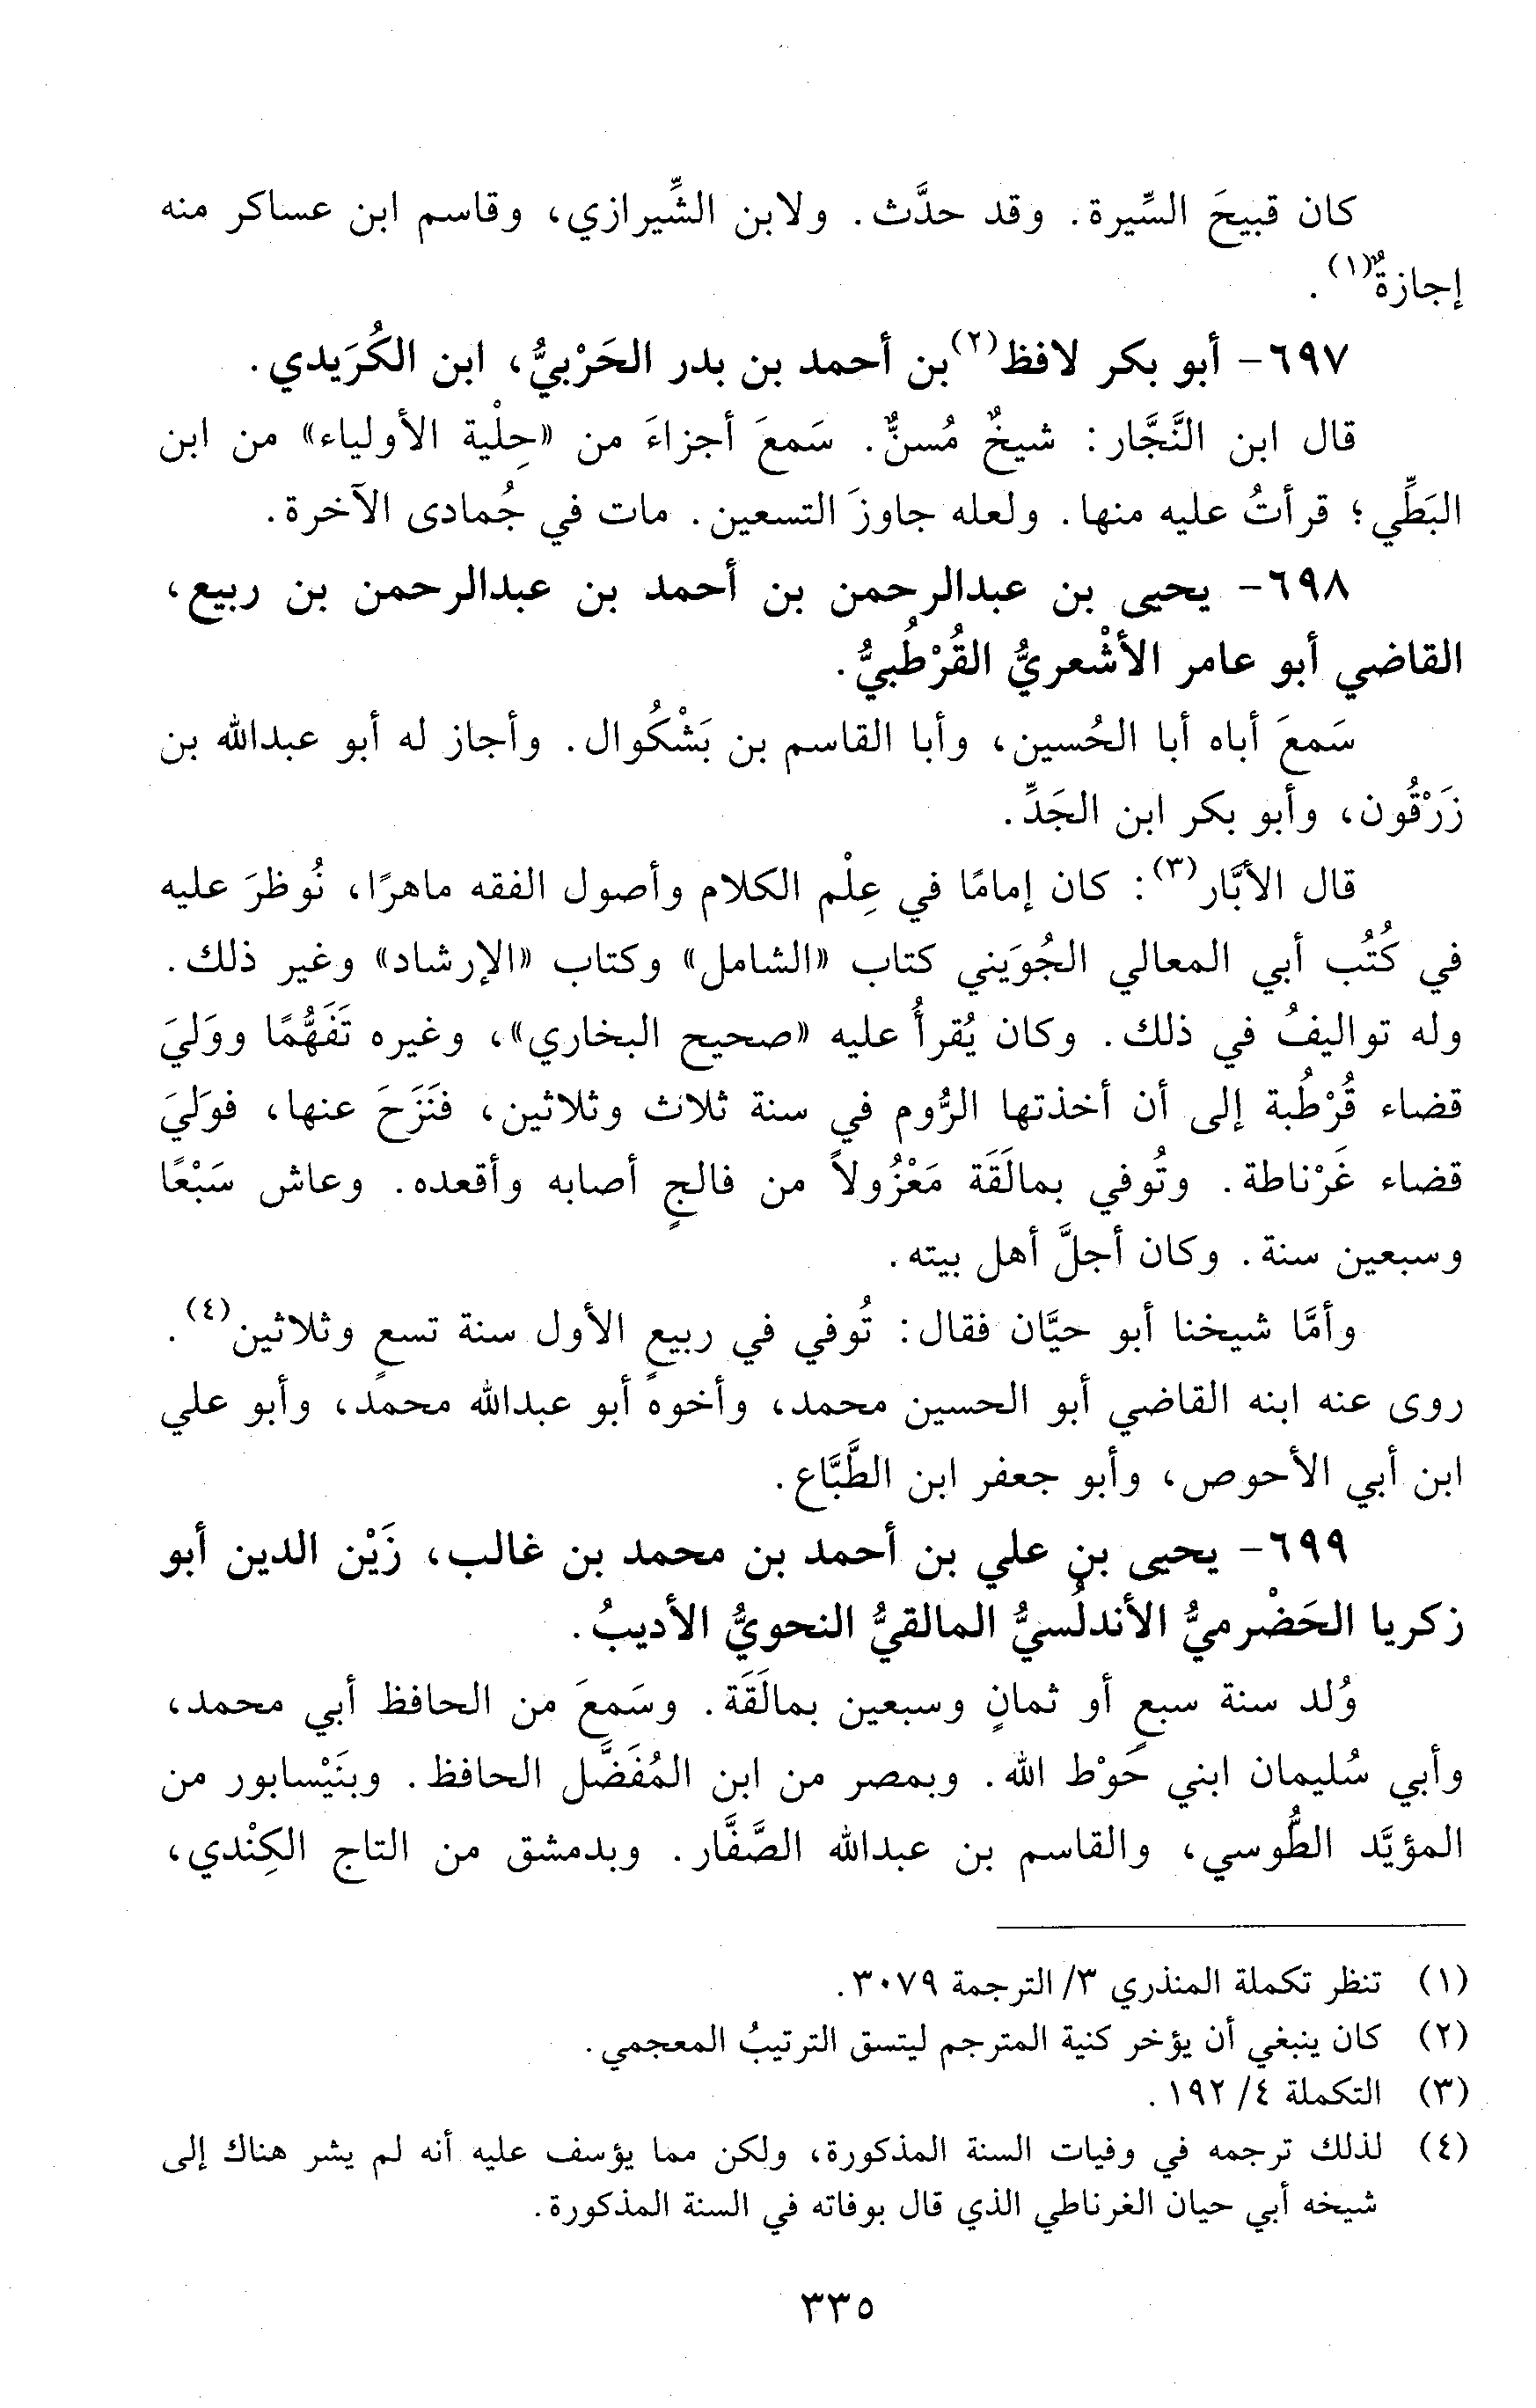 كان قبيحَ السِّيرة. وقد حدَّث. ولابن الشِّيرازي، وقاسم ابن عساكر منه
إجازةٌ(١).
٦٩٧- أبو بكر لافظ(٢) بن أحمد بن بدر الحَرْبيُّ، ابن الكُرَيدي.
قال ابن النَّجَّار: شيخٌ مُسنٌّ. سَمعَ أجزاءَ من «حِلْية الأولياء» من ابن
البَطِّي؛ قرأتُ عليه منها. ولعله جاوزَ التسعين. مات في جُمادى الآخرة.
٦٩٨- يحيى بن عبدالرحمن بن أحمد بن عبدالرحمن بن ربيع،
القاضي أبو عامر الأشْعريُّ القُرْطُبيُّ.
سَمعَ أباه أبا الحُسين، وأبا القاسم بن بَشْكُوال. وأجاز له أبو عبدالله بن
زَرْقُون، وأبو بكر ابن الجَدِّ.
قال الأبَّار(٣): كان إمامًا في عِلْم الكلام وأصول الفقه ماهرًا، نُوظرَ عليه
في كُتُب أبي المعالي الجُوَيني كتاب «الشامل» وكتاب «الإرشاد» وغير ذلك.
وله تواليفُ في ذلك. وكان يُقرأُ عليه «صحيح البخاري»، وغيره تَفَهُّمًا ووَليَ
قضاء قُرْطُبة إلى أن أخذتها الرُّوم في سنة ثلاث وثلاثين، فنَزَحَ عنها، فوَليَ
قضاء غَرْناطة. وتُوفي بمالَقَة مَعْزُولاً من فالجٍ أصابه وأقعده. وعاش سَبْعًا
وسبعين سنة. وكان أجلَّ أهل بيته.
وأمَّا شيخنا أبو حيَّان فقال: تُوفي في ربيعٍ الأول سنة تسعٍ وثلاثين(٤).
روى عنه ابنه القاضي أبو الحسين محمد، وأخوه أبو عبدالله محمد، وأبو علي
ابن أبي الأحوص، وأبو جعفر ابن الطَّبَّاع.
٦٩٩- يحيى بن علي بن أحمد بن محمد بن غالب، زَيْن الدين أبو
زكريا الحَضْرميُّ الأندلُسيُّ المالقيُّ النحويُّ الأديبُ.
وُلد سنة سبعٍ أو ثمانٍ وسبعين بمالَقَة. وسَمعَ من الحافظ أبي محمد،
وأبي سُليمان ابني حَوْط الله. وبمصر من ابن المُفَضَّل الحافظ. وبنَيْسابور من
المؤيَّد الطُّوسي، والقاسم بن عبدالله الصَّفَّار. وبدمشق من التاج الكِنْدي،
(١) تنظر تكملة المنذري ٣/ الترجمة ٣٠٧٩.
(٢) كان ينبغي أن يؤخر كنية المترجم ليتسق الترتيبُ المعجمي.
(٣) التكملة ٤/ ١٩٢.
(٤) لذلك ترجمه في وفيات السنة المذكورة، ولكن مما يؤسف عليه أنه لم يشر هناك إلى
شيخه أبي حيان الغرناطي الذي قال بوفاته في السنة المذكورة.
٣٣٥